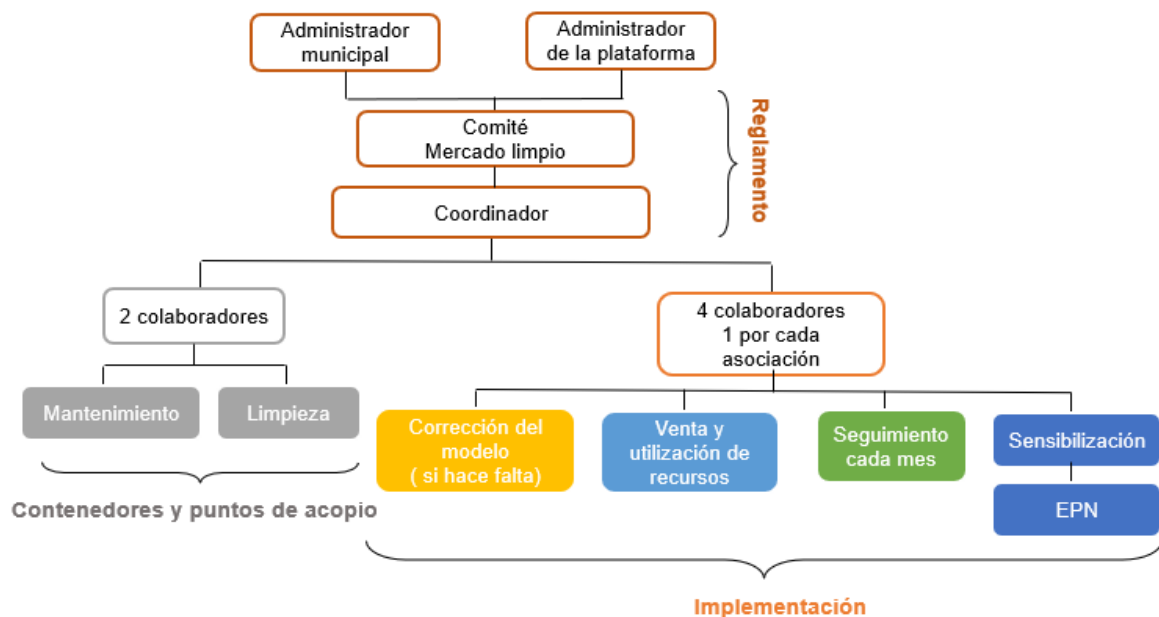 Administrador
municipal
Administrador
de la plataforma
Comité
Mercado limpio
Coordinador
Reglamento
2 colaboradores
4 colaboradores
1 por cada
asociación
Mantenimiento
Limpieza
Corrección del
modelo
( si hace falta)
Venta y
utilización de
recursos
Seguimiento
cada mes
Sensibilización
EPN
Contenedores y puntos de acopio
Implementación